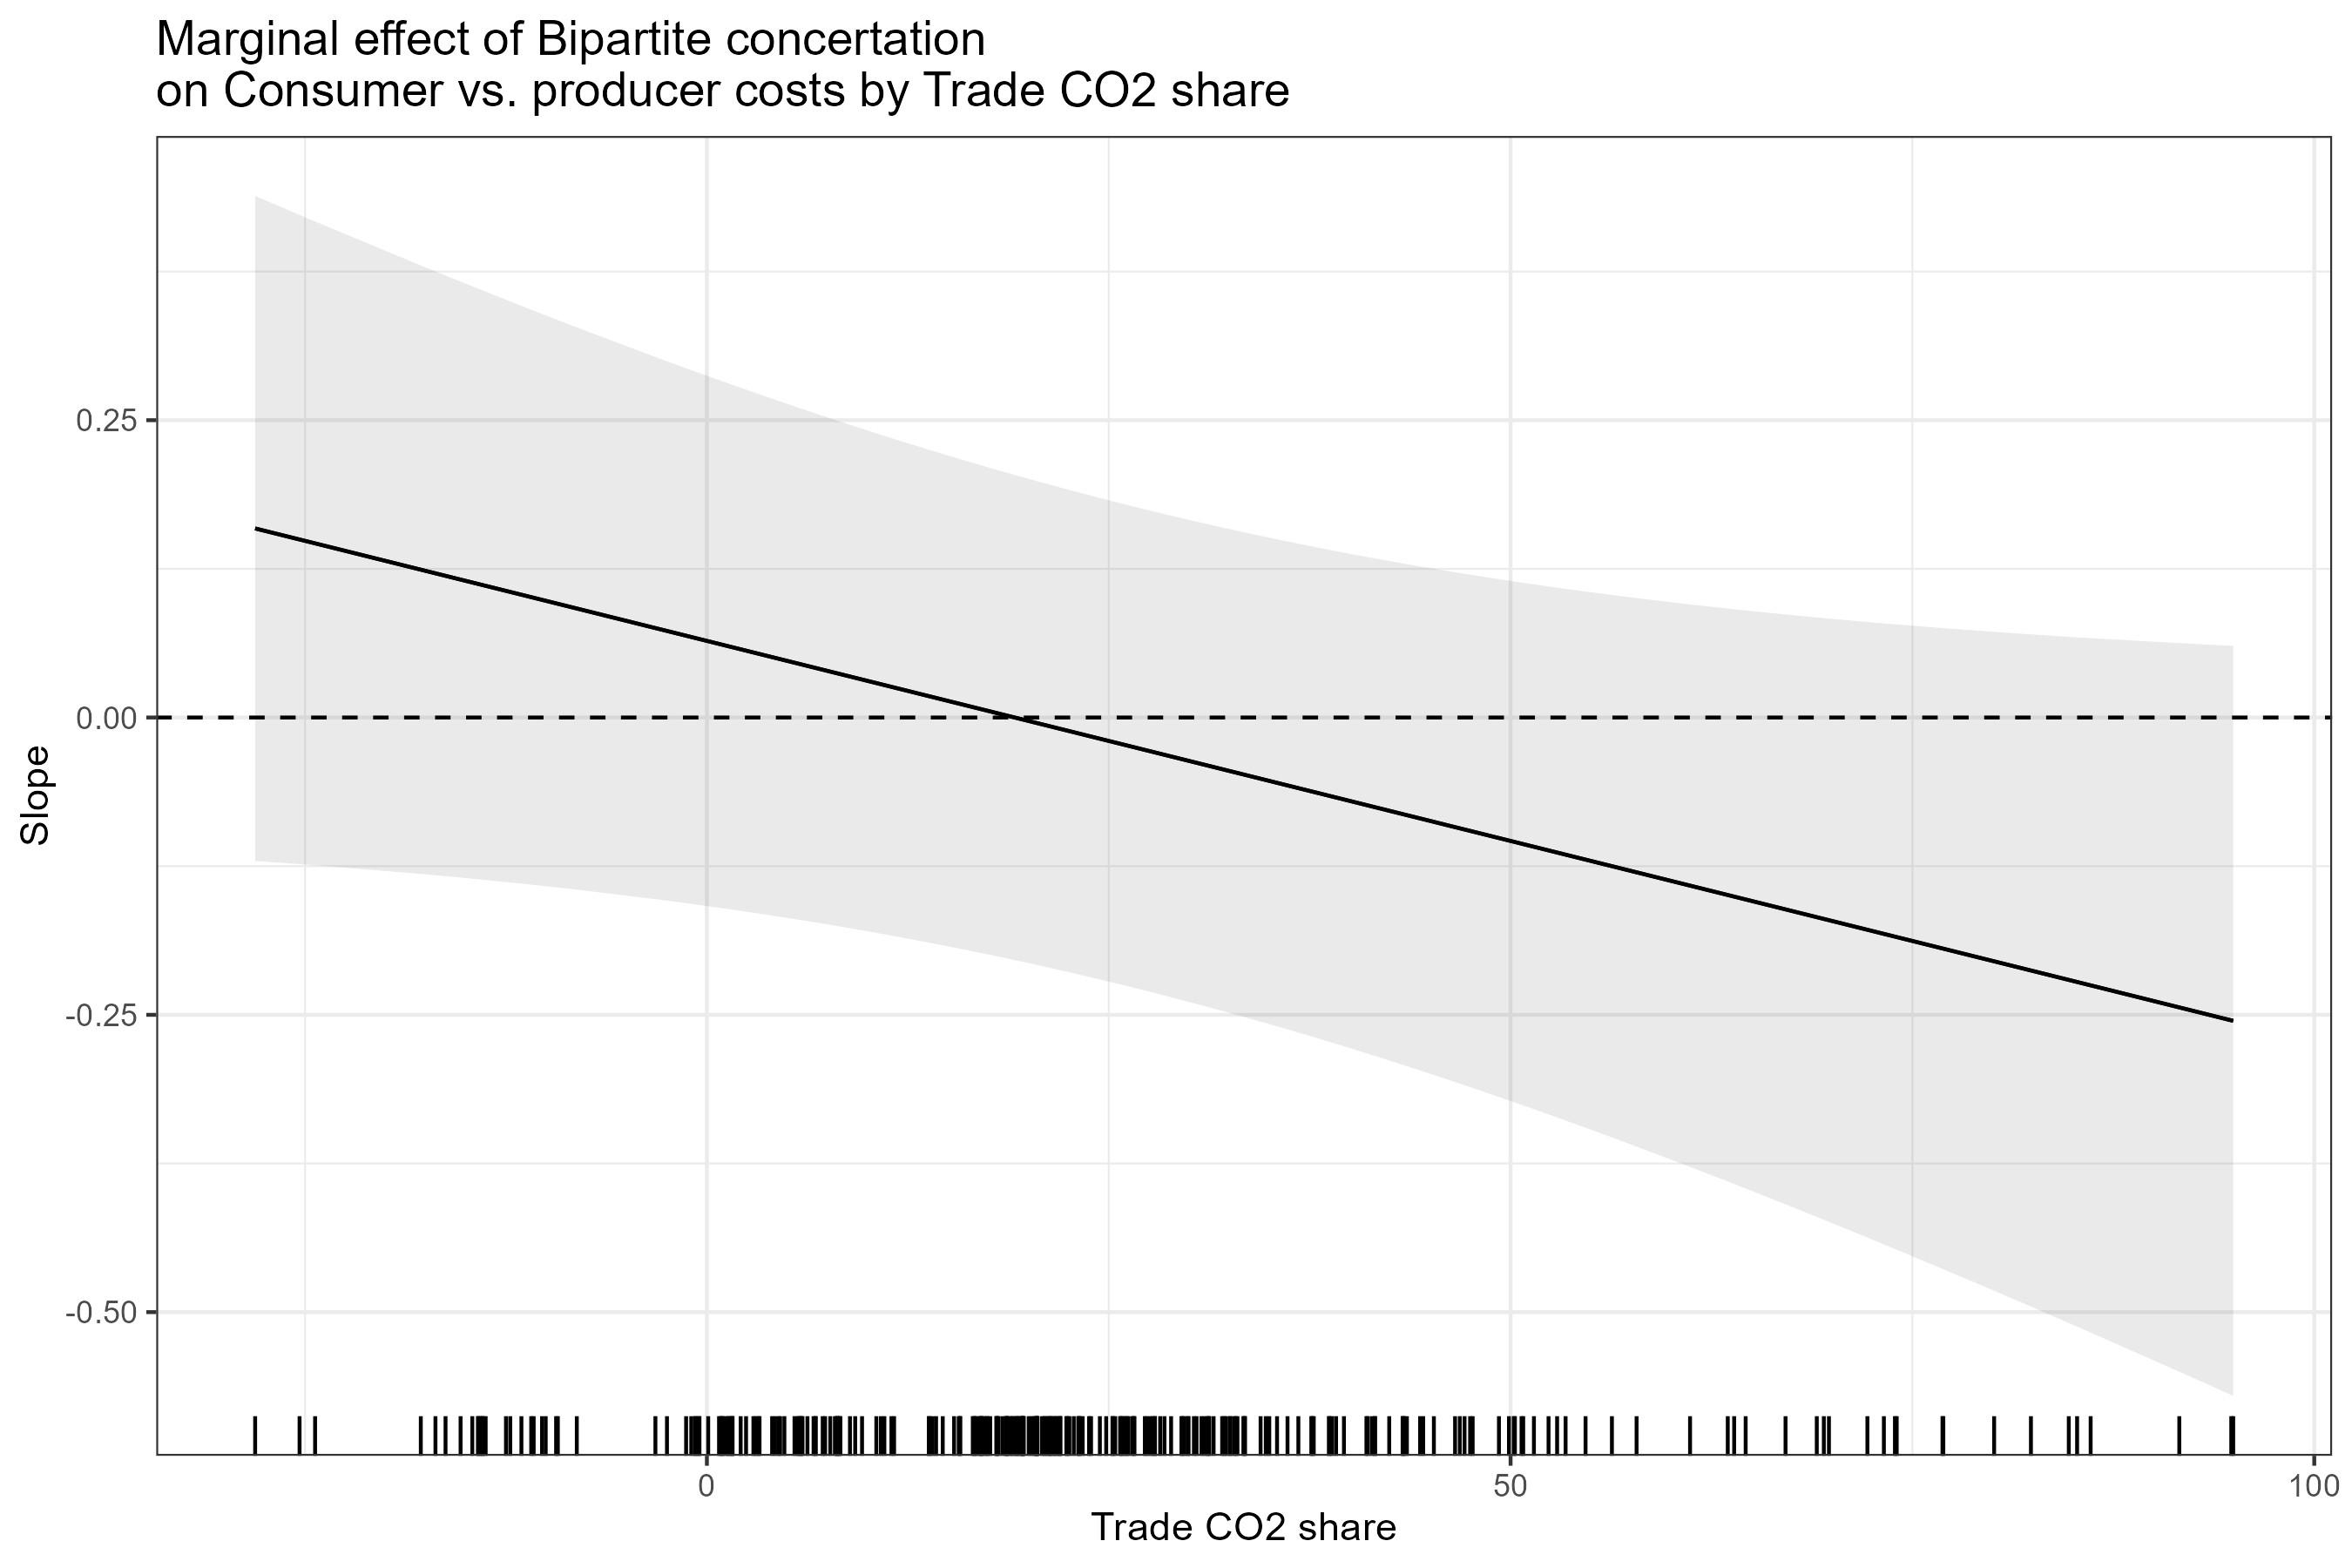 Marginal effect of Bipartite concertation
on Consumer vs. producer costs by Trade CO2 share
0.25
0.00
-0.25
-0.50
Slope
0
50
100
Trade CO2 share